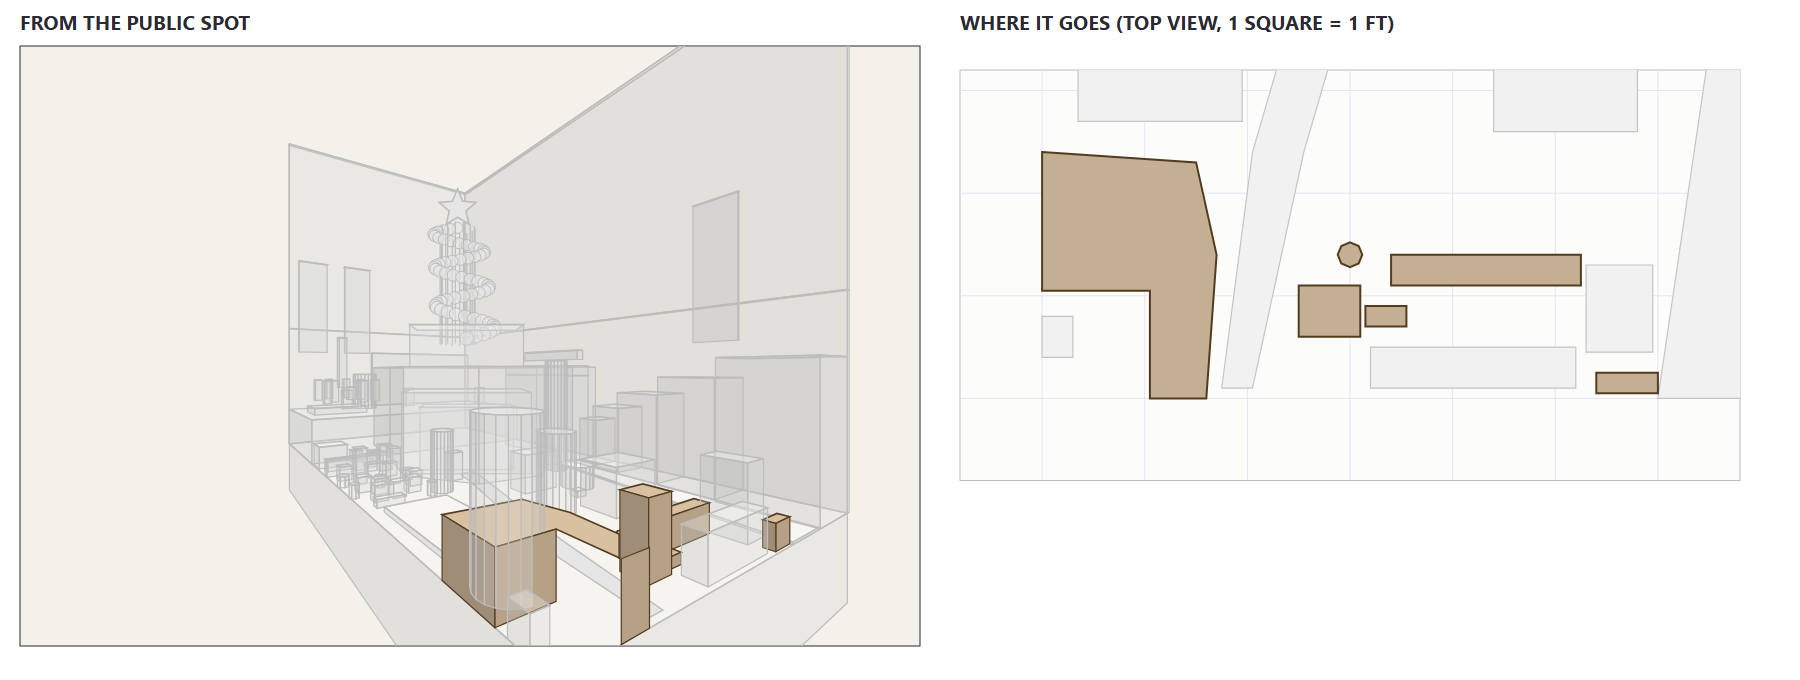 FROM THE PUBLIC SPOT
WHERE IT GOES (TOP VIEW, 1 SQUARE = 1 FT)